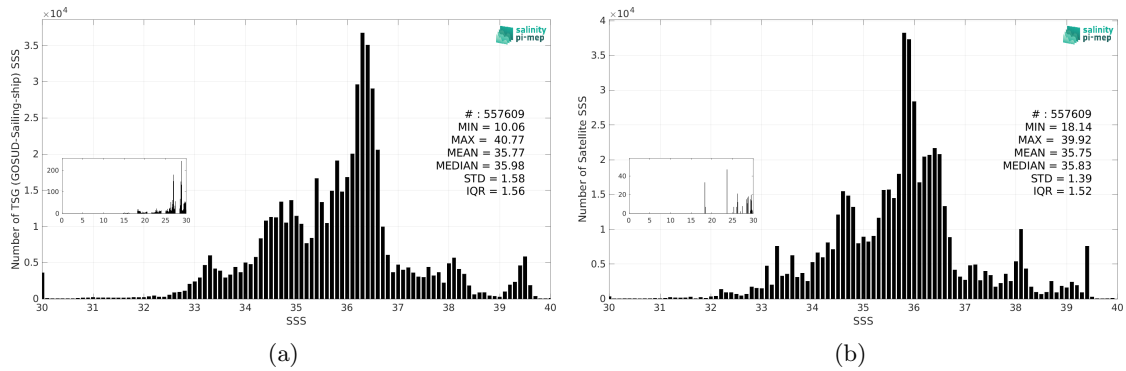 ×10⁴
salinity
pi-mep
# : 557609
MIN = 10.06
MAX = 40.77
MEAN = 35.77
MEDIAN = 35.98
STD = 1.58
IQR = 1.56
Number of TSG (GOSUD-Sailing-ship) SSS
3.5
3
2.5
2
1.5
1
0.5
0
200
100
0
0 5 10 15 20 25 30
30 31 32 33 34 35 36 37 38 39 40
SSS
(a)
×10⁴
salinity
pi-mep
# : 557609
MIN = 18.14
MAX = 39.92
MEAN = 35.75
MEDIAN = 35.83
STD = 1.39
IQR = 1.52
Number of Satellite SSS
4
3.5
3
2.5
2
1.5
1
0.5
0
40
20
0
0 5 10 15 20 25 30
30 31 32 33 34 35 36 37 38 39 40
SSS
(b)